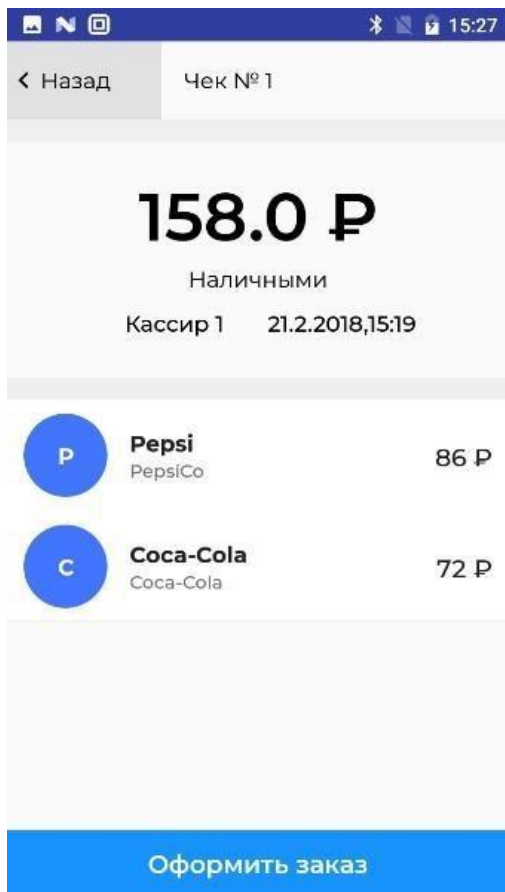 15:27
Назад
Чек № 1
158.0 ₽
Наличными
Кассир 1 21.2.2018,15:19
P
Pepsi
PepsiCo
86 ₽
C
Coca-Cola
Coca-Cola
72 ₽
Оформить заказ